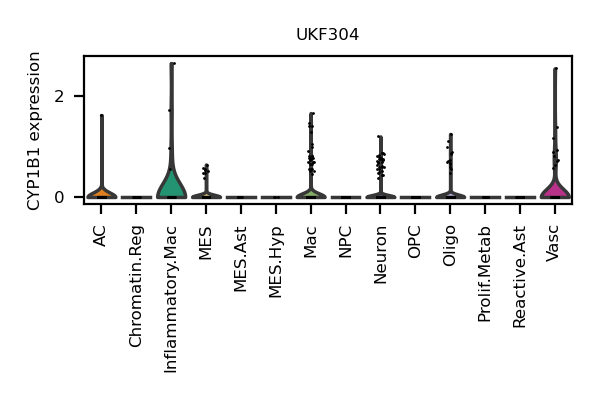 UKF304
CYP1B1 expression
2
0
AC
Chromatin.Reg
Inflammatory.Mac
MES
MES.Ast
MES.Hyp
Mac
NPC
Neuron
OPC
Oligo
Prolif.Metab
Reactive.Ast
Vasc